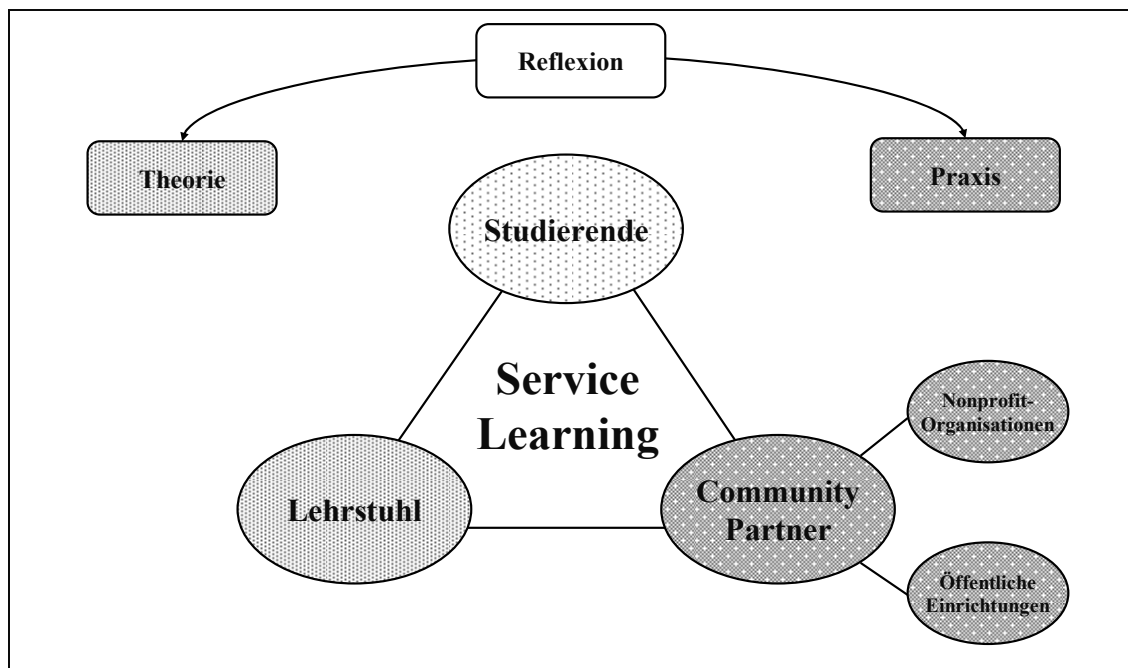 Reflexion
Theorie
Praxis
Studierende
Service
Learning
Nonprofit-
Organisationen
Lehrstuhl
Community
Partner
Öffentliche
Einrichtungen